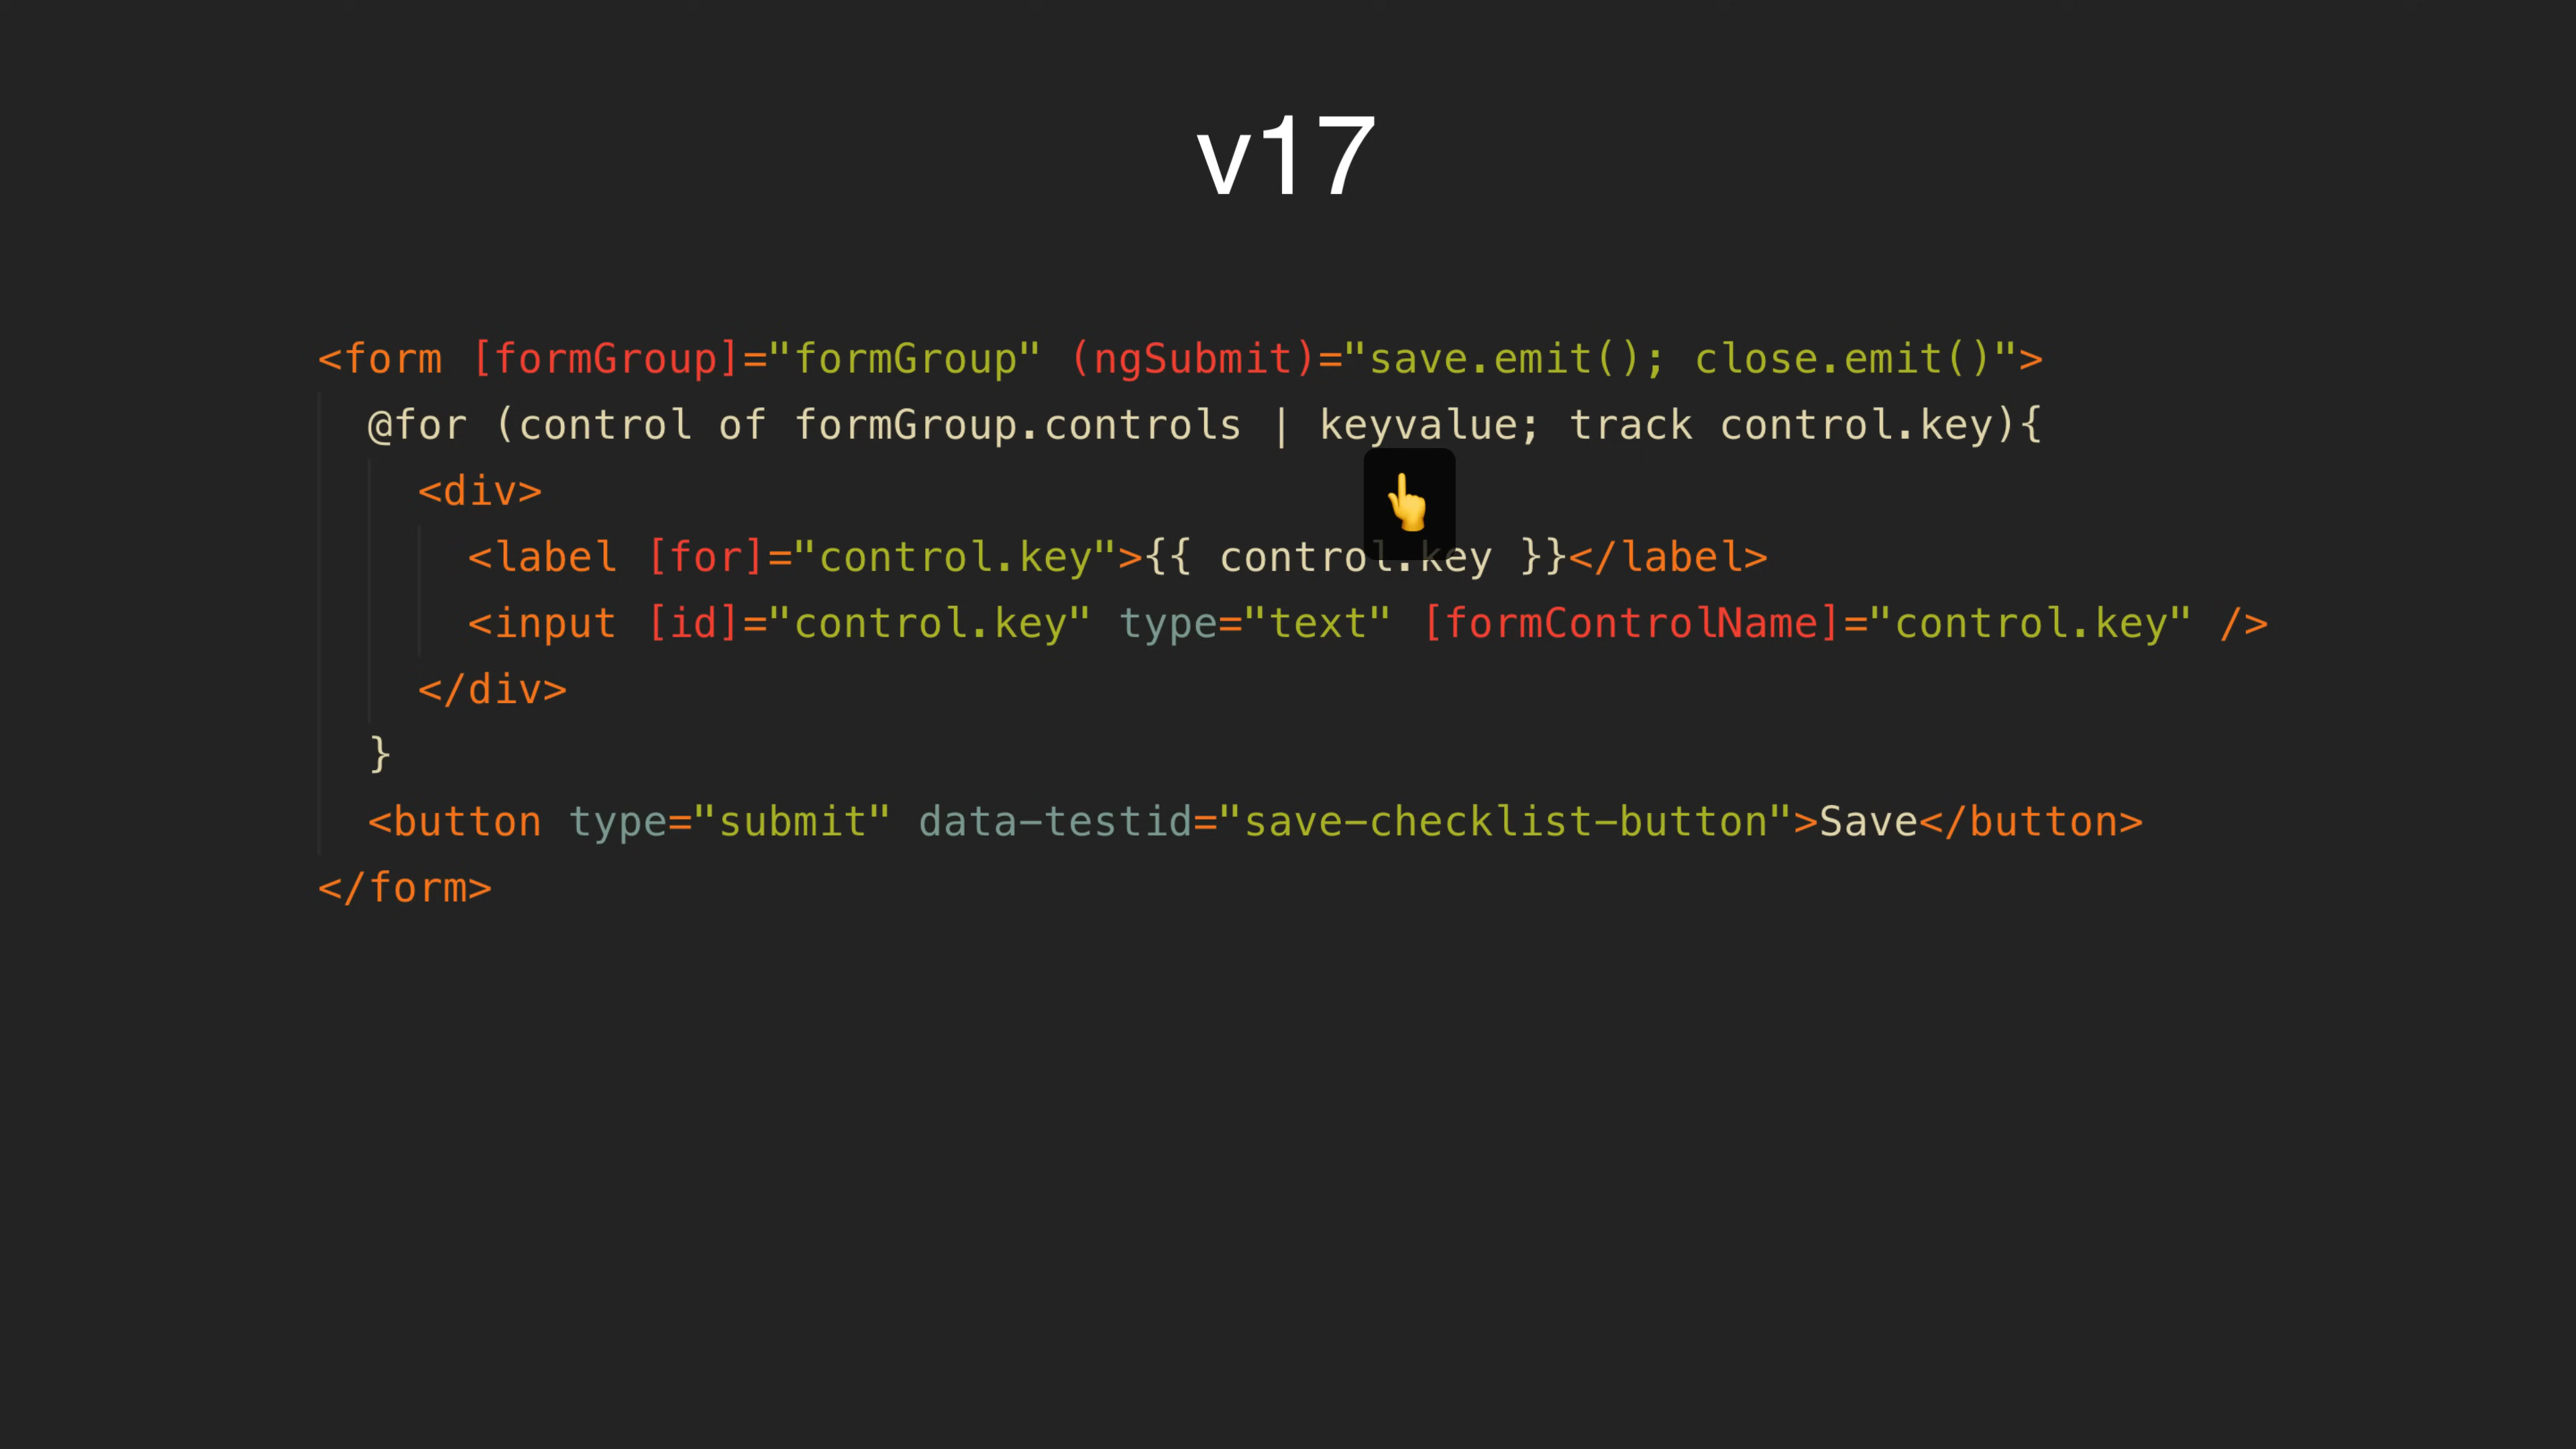 v17
<form [formGroup]="formGroup" (ngSubmit)="save.emit(); close.emit()">
@for (control of formGroup.controls | keyvalue; track control.key){
<div>
<label [for]="control.key">{{ control.key }}</label>
<input [id]="control.key" type="text" [formControlName]="control.key" />
</div>
}
<button type="submit" data-testid="save-checklist-button">Save</button>
</form>